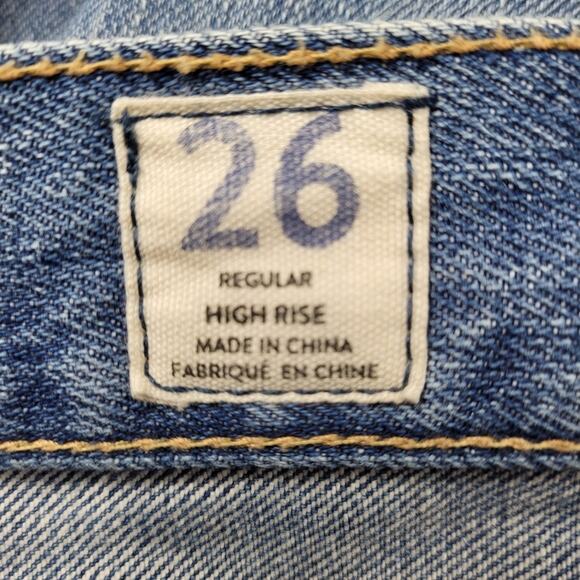 26
REGULAR
HIGH RISE
MADE IN CHINA
FABRIQUÉ EN CHINE